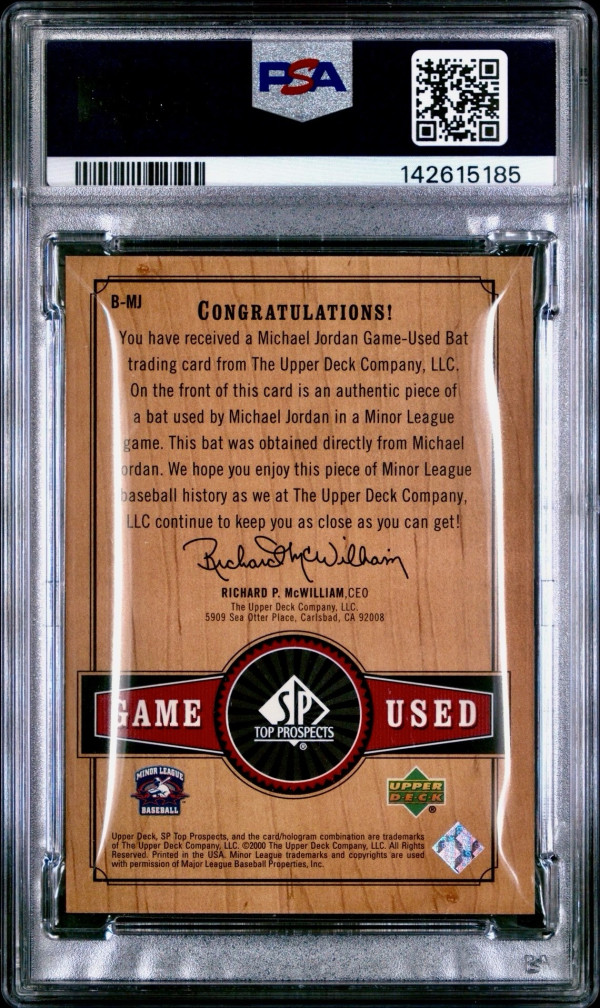 PSA
142615185
B-MJ
CONGRATULATIONS!
You have received a Michael Jordan Game-Used Bat
trading card from The Upper Deck Company, LLC.
On the front of this card is an authentic piece of
a bat used by Michael Jordan in a Minor League
game. This bat was obtained directly from Michael
ordan. We hope you enjoy this piece of Minor League
baseball history as we at The Upper Deck Company,
LLC continue to keep you as close as you can get!
Richard McWilliam
RICHARD P. McWILLIAM, CEO
The Upper Deck Company, LLC.
5909 Sea Otter Place, Carlsbad, CA 92008
GAME SP USED
TOP PROSPECTS
®
MINOR LEAGUE
BASEBALL
UPPER
DECK ®
Upper Deck, SP Top Prospects, and the card/hologram combination are trademarks
of The Upper Deck Company, LLC. ©2000 The Upper Deck Company, LLC. All Rights
Reserved. Printed in the USA. Minor League trademarks and copyrights are used
with permission of Major League Baseball Properties, Inc.